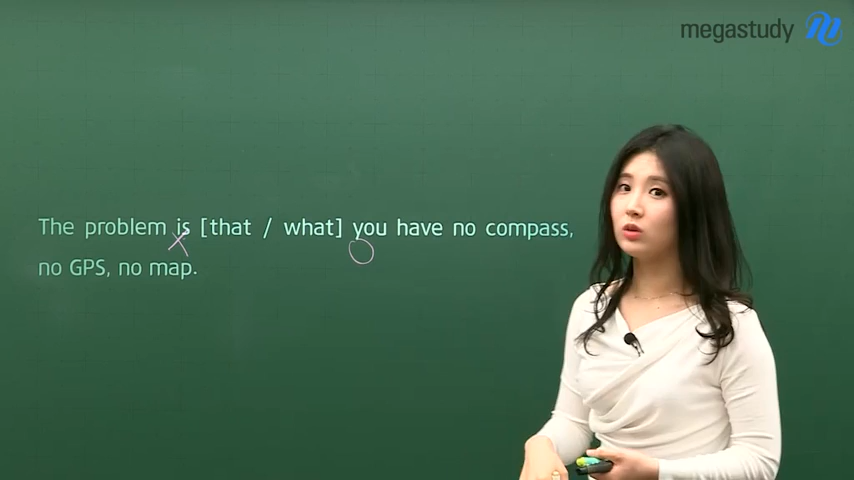 megastudy
The problem is [that / what] you have no compass,
no GPS, no map.